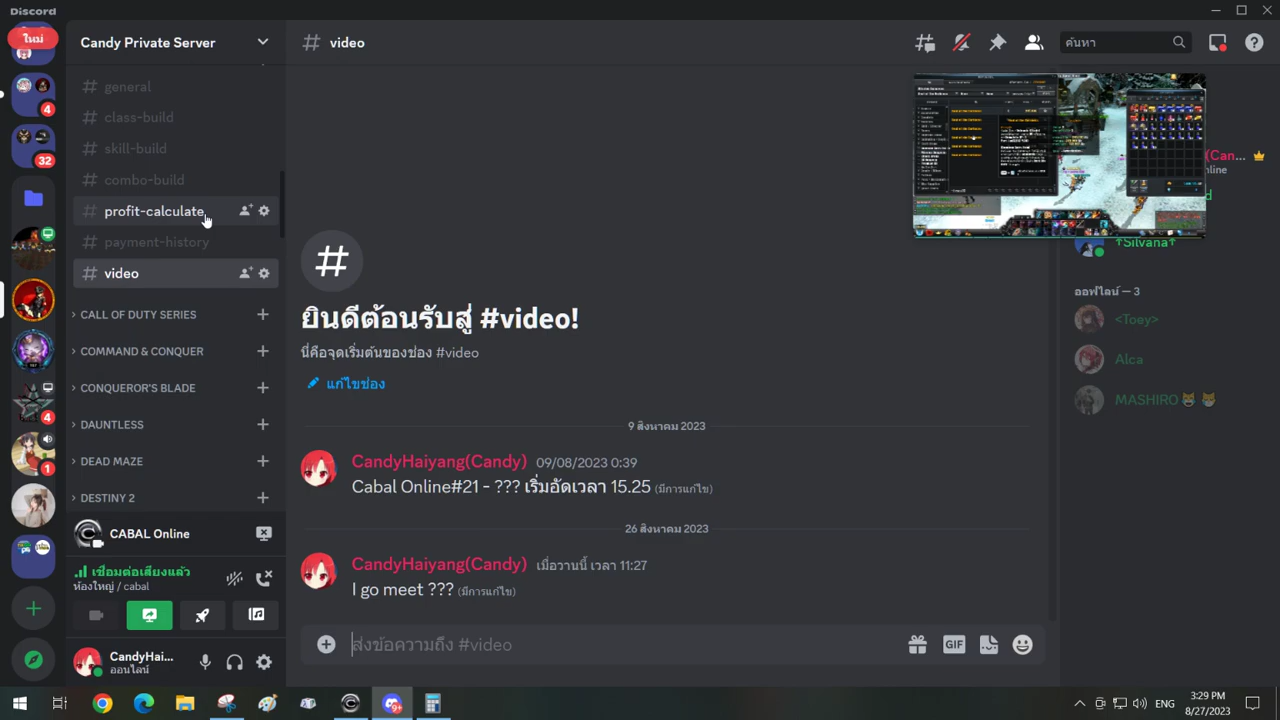 Discord
ใหม่
4
32
4
1
Candy Private Server
general
class-build
skill-build
combo-build
profit-calculate
payment-history
video
CALL OF DUTY SERIES
COMMAND & CONQUER
CONQUEROR'S BLADE
DAUNTLESS
DEAD MAZE
DESTINY 2
CABAL Online
เชื่อมต่อเสียงแล้ว
ห้องใหญ่ / cabal
CandyHai...
ออนไลน์
# video
ค้นหา
ยินดีต้อนรับสู่ #video!
นี่คือจุดเริ่มต้นของช่อง #video
แก้ไขช่อง
9 สิงหาคม 2023
CandyHaiyang(Candy) 09/08/2023 0:39
Cabal Online#21 - ??? เริ่มอัดเวลา 15.25 (มีการแก้ไข)
26 สิงหาคม 2023
CandyHaiyang(Candy) เมื่อวานนี้ เวลา 11:27
I go meet ??? (มีการแก้ไข)
ส่งข้อความถึง #video
GIF
(Can...
†Silvana†
ออฟไลน์ — 3
<Toey>
Alca
MASHIRO
9+
ENG
3:29 PM
8/27/2023